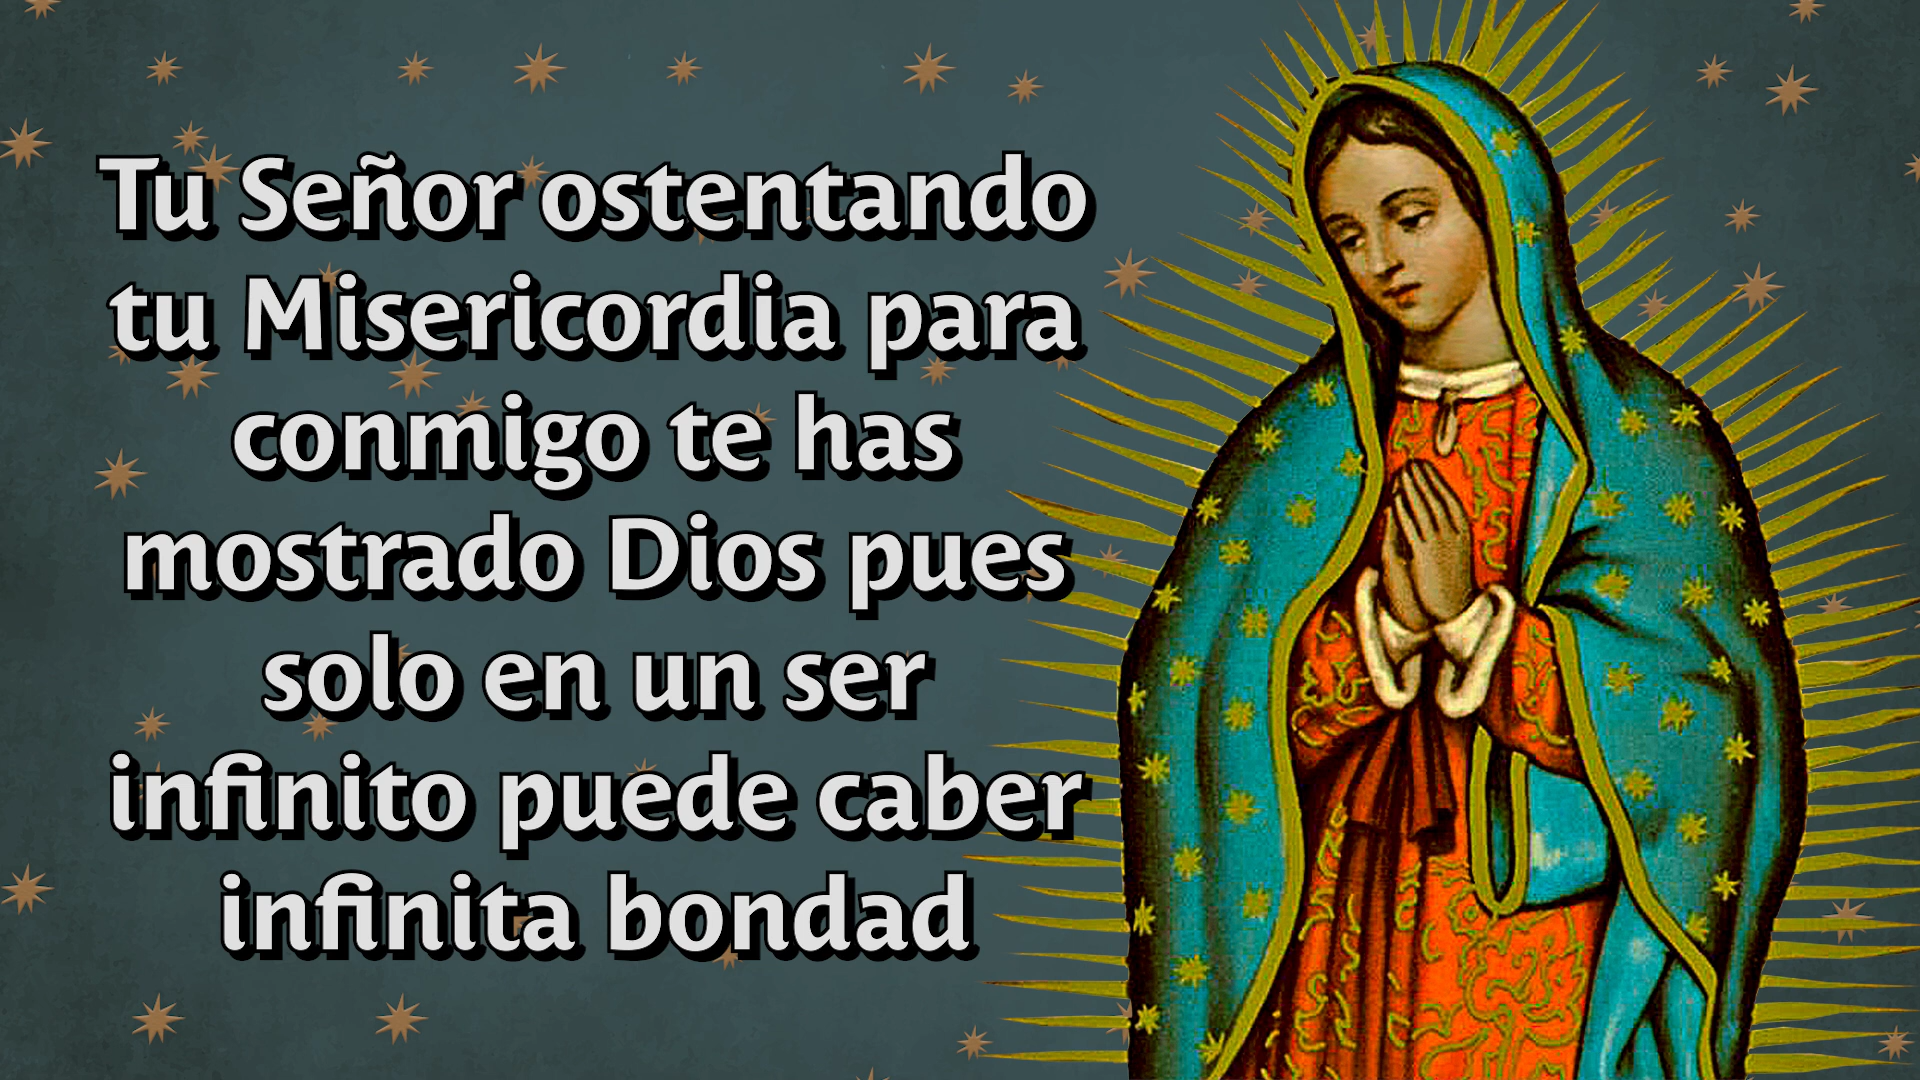 Tu Señor ostentando
tu Misericordia para
conmigo te has
mostrado Dios pues
solo en un ser
infinito puede caber
infinita bondad